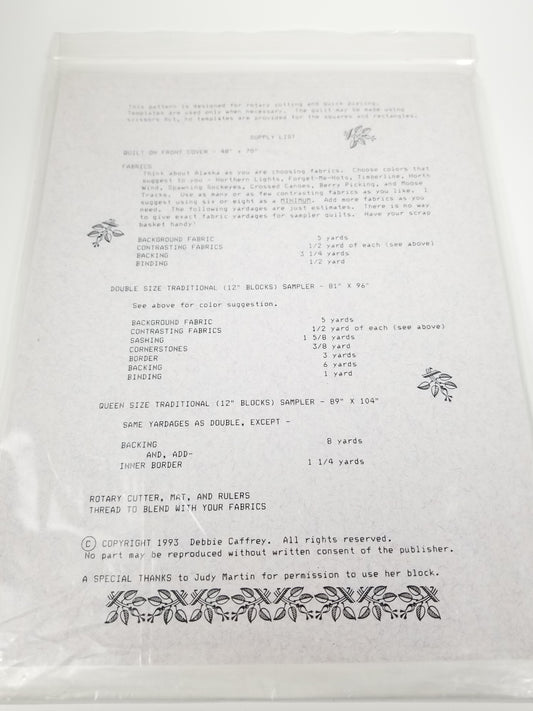 This pattern is designed for rotary cutting and quick piecing.
Templates are used only when necessary. The quilt may be made using
scissors but, no templates are provided for the squares and rectangles.
SUPPLY LIST
QUILT ON FRONT COVER - 40" x 70"
FABRICS
Think about Alaska as you are choosing fabrics. Choose colors that
suggest to you - Northern Lights, Forget-Me-Nots, Timberline, North
Wind, Spawning Sockeyes, Crossed Canoes, Berry Picking, and Moose
Tracks. Use as many or as few contrasting fabrics as you like. I
suggest using six or eight as a MINIMUM. Add more fabrics as you
need. The following yardages are just estimates. There is no way
to give exact fabric yardages for sampler quilts. Have your scrap
basket handy!
BACKGROUND FABRIC 5 yards
CONTRASTING FABRICS 1/2 yard of each (see above)
BACKING 3 1/4 yards
BINDING 1/2 yard
DOUBLE SIZE TRADITIONAL (12" BLOCKS) SAMPLER - 81" X 96"
See above for color suggestion.
BACKGROUND FABRIC 5 yards
CONTRASTING FABRICS 1/2 yard of each (see above)
SASHING 1 5/8 yards
CORNERSTONES 3/8 yard
BORDER 3 yards
BACKING 6 yards
BINDING 1 yard
QUEEN SIZE TRADITIONAL (12" BLOCKS) SAMPLER - 89" X 104"
SAME YARDAGES AS DOUBLE, EXCEPT -
BACKING 8 yards
AND, ADD-
INNER BORDER 1 1/4 yards
ROTARY CUTTER, MAT, AND RULERS
THREAD TO BLEND WITH YOUR FABRICS
© COPYRIGHT 1993 Debbie Caffrey. All rights reserved.
No part may be reproduced without written consent of the publisher.
A SPECIAL THANKS to Judy Martin for permission to use her block.